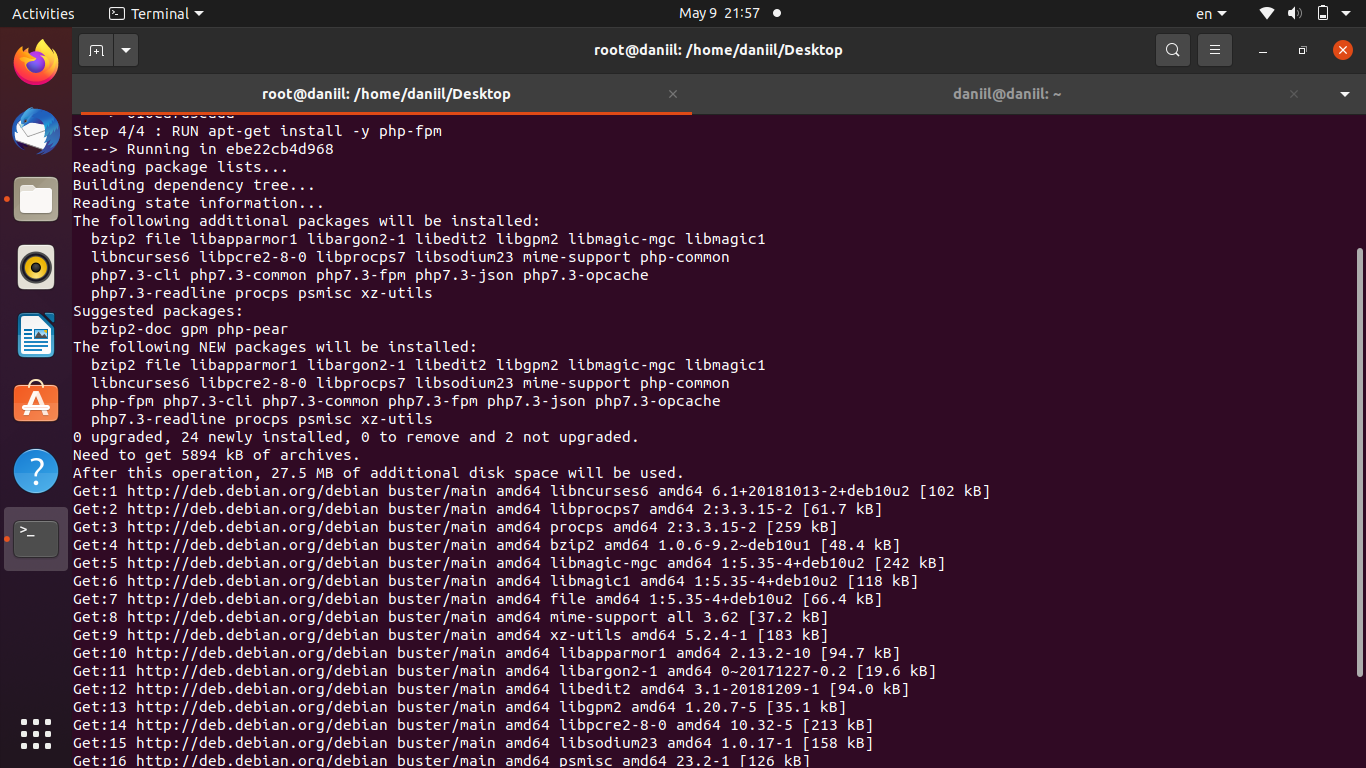 Activities
Terminal
May 9 21:57
en
root@daniil: /home/daniil/Desktop
root@daniil: /home/daniil/Desktop
daniil@daniil: ~
Step 4/4 : RUN apt-get install -y php-fpm
---> Running in ebe22cb4d968
Reading package lists...
Building dependency tree...
Reading state information...
The following additional packages will be installed:
bzip2 file libapparmor1 libargon2-1 libedit2 libgpm2 libmagic-mgc libmagic1
libncurses6 libpcre2-8-0 libprocps7 libsodium23 mime-support php-common
php7.3-cli php7.3-common php7.3-fpm php7.3-json php7.3-opcache
php7.3-readline procps psmisc xz-utils
Suggested packages:
bzip2-doc gpm php-pear
The following NEW packages will be installed:
bzip2 file libapparmor1 libargon2-1 libedit2 libgpm2 libmagic-mgc libmagic1
libncurses6 libpcre2-8-0 libprocps7 libsodium23 mime-support php-common
php-fpm php7.3-cli php7.3-common php7.3-fpm php7.3-json php7.3-opcache
php7.3-readline procps psmisc xz-utils
0 upgraded, 24 newly installed, 0 to remove and 2 not upgraded.
Need to get 5894 kB of archives.
After this operation, 27.5 MB of additional disk space will be used.
Get:1 http://deb.debian.org/debian buster/main amd64 libncurses6 amd64 6.1+20181013-2+deb10u2 [102 kB]
Get:2 http://deb.debian.org/debian buster/main amd64 libprocps7 amd64 2:3.3.15-2 [61.7 kB]
Get:3 http://deb.debian.org/debian buster/main amd64 procps amd64 2:3.3.15-2 [259 kB]
Get:4 http://deb.debian.org/debian buster/main amd64 bzip2 amd64 1.0.6-9.2~deb10u1 [48.4 kB]
Get:5 http://deb.debian.org/debian buster/main amd64 libmagic-mgc amd64 1:5.35-4+deb10u2 [242 kB]
Get:6 http://deb.debian.org/debian buster/main amd64 libmagic1 amd64 1:5.35-4+deb10u2 [118 kB]
Get:7 http://deb.debian.org/debian buster/main amd64 file amd64 1:5.35-4+deb10u2 [66.4 kB]
Get:8 http://deb.debian.org/debian buster/main amd64 mime-support all 3.62 [37.2 kB]
Get:9 http://deb.debian.org/debian buster/main amd64 xz-utils amd64 5.2.4-1 [183 kB]
Get:10 http://deb.debian.org/debian buster/main amd64 libapparmor1 amd64 2.13.2-10 [94.7 kB]
Get:11 http://deb.debian.org/debian buster/main amd64 libargon2-1 amd64 0~20171227-0.2 [19.6 kB]
Get:12 http://deb.debian.org/debian buster/main amd64 libedit2 amd64 3.1-20181209-1 [94.0 kB]
Get:13 http://deb.debian.org/debian buster/main amd64 libgpm2 amd64 1.20.7-5 [35.1 kB]
Get:14 http://deb.debian.org/debian buster/main amd64 libpcre2-8-0 amd64 10.32-5 [213 kB]
Get:15 http://deb.debian.org/debian buster/main amd64 libsodium23 amd64 1.0.17-1 [158 kB]
Get:16 http://deb.debian.org/debian buster/main amd64 psmisc amd64 23.2-1 [126 kB]